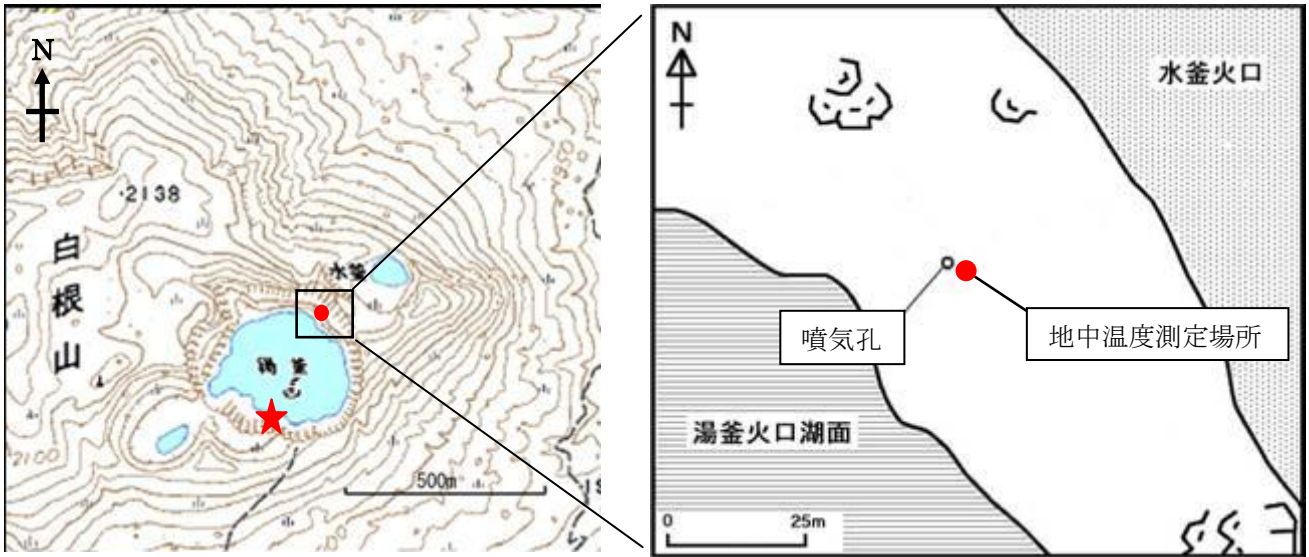 N
・2138
水釜
白
根
山
湯釜
2100
500m
N
水釜火口
噴気孔
地中温度測定場所
湯釜火口湖面
0
25m